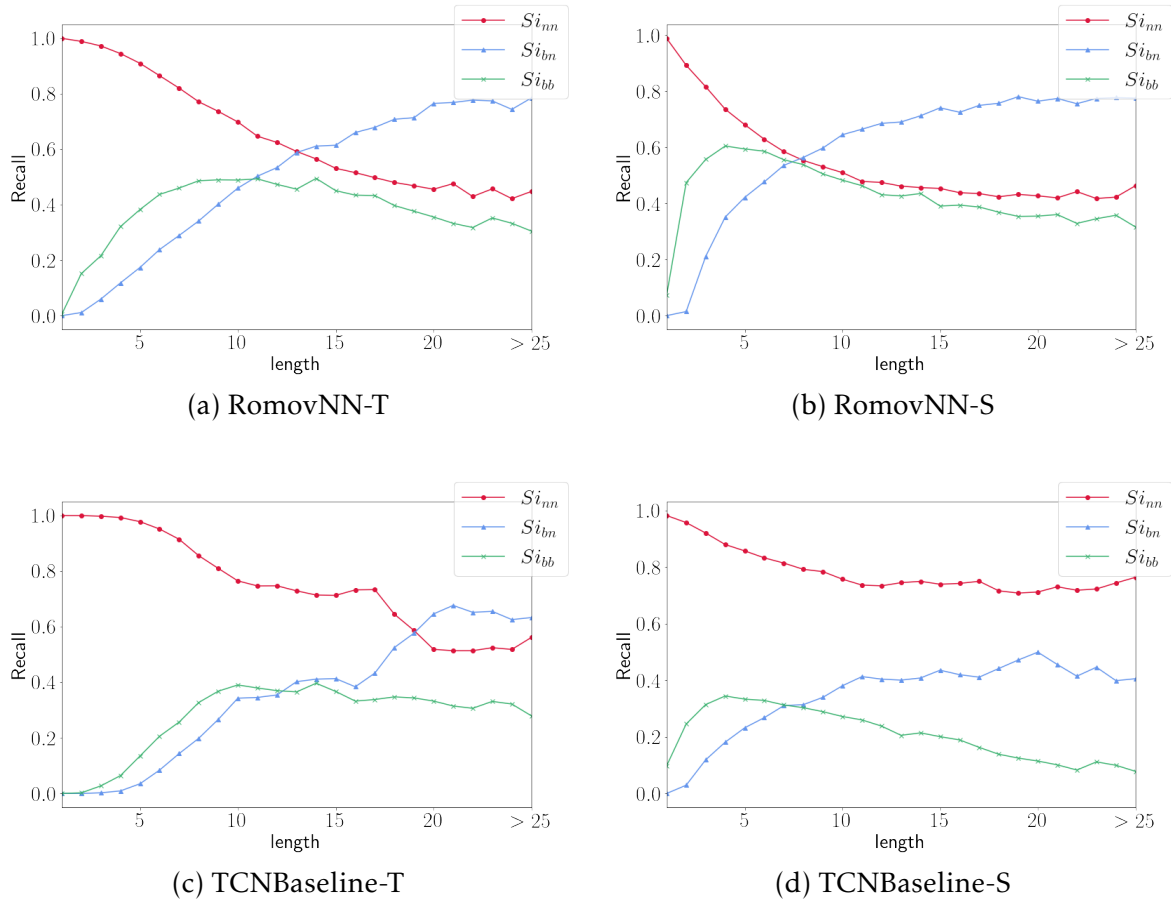 Si_nn
Si_bn
Si_bb
1.0
0.8
0.6
0.4
0.2
0.0
Recall
5 10 15 20 > 25
length
(a) RomovNN-T
Si_nn
Si_bn
Si_bb
1.0
0.8
0.6
0.4
0.2
0.0
Recall
5 10 15 20 > 25
length
(b) RomovNN-S
Si_nn
Si_bn
Si_bb
1.0
0.8
0.6
0.4
0.2
0.0
Recall
5 10 15 20 > 25
length
(c) TCNBaseline-T
Si_nn
Si_bn
Si_bb
1.0
0.8
0.6
0.4
0.2
0.0
Recall
5 10 15 20 > 25
length
(d) TCNBaseline-S